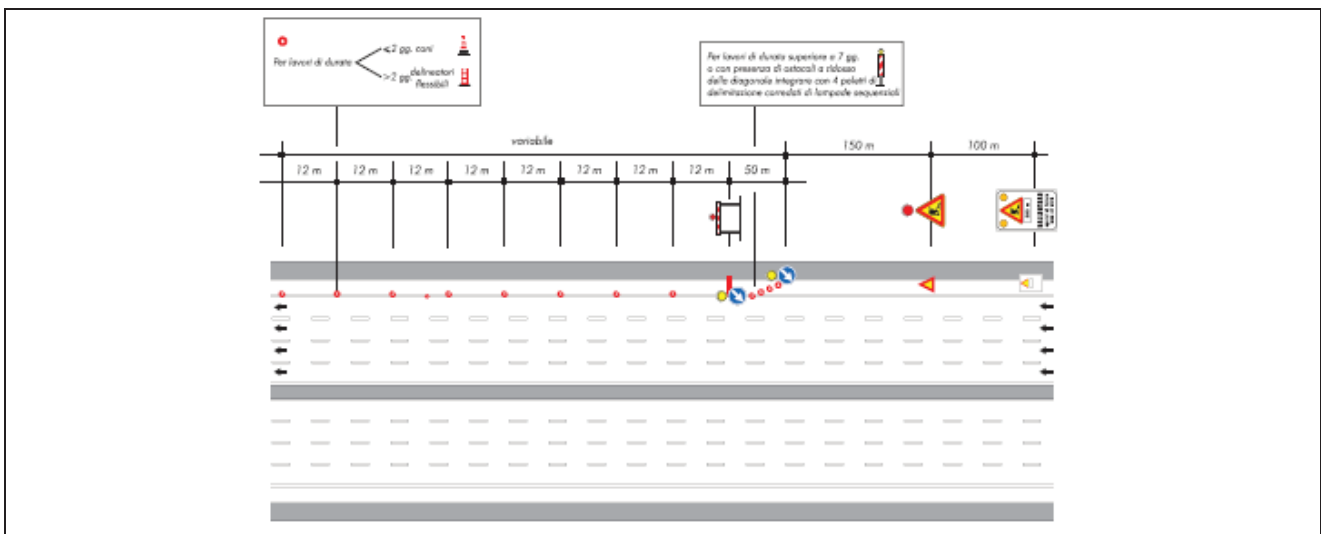 Per lavori di durata
≤2 gg. coni
>2 gg. delineatori
flessibili
Per lavori di durata superiore a 7 gg.
o con presenza di ostacoli a ridosso
della diagonale integrare con 4 paletti di
delimitazione corredati di lampade sequenziali
variabile
150 m
100 m
12 m
12 m
12 m
12 m
12 m
12 m
12 m
12 m
50 m